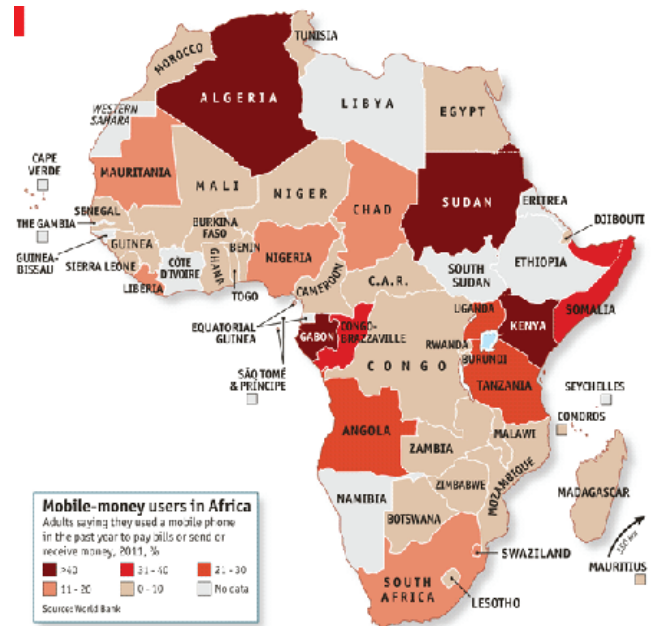 MOROCCO
TUNISIA
ALGERIA
LIBYA
EGYPT
WESTERN
SAHARA
CAPE
VERDE
MAURITANIA
MALI
NIGER
CHAD
SUDAN
ERITREA
SENEGAL
THE GAMBIA
GUINEA-
BISSAU
GUINEA
SIERRA LEONE
LIBERIA
CÔTE
D'IVOIRE
BURKINA
FASO
GHANA
BENIN
TOGO
NIGERIA
CAMEROON
C.A.R.
SOUTH
SUDAN
ETHIOPIA
DJIBOUTI
SOMALIA
EQUATORIAL
GUINEA
GABON
CONGO-
BRAZZAVILLE
CONGO
UGANDA
KENYA
RWANDA
BURUNDI
TANZANIA
SÃO TOMÉ
& PRÍNCIPE
SEYCHELLES
COMOROS
ANGOLA
ZAMBIA
MALAWI
MOZAMBIQUE
ZIMBABWE
NAMIBIA
BOTSWANA
MADAGASCAR
MAURITIUS
SWAZILAND
SOUTH
AFRICA
LESOTHO
Mobile-money users in Africa
Adults saying they used a mobile phone
in the past year to pay bills or send or
receive money, 2011, %
>40 31 - 40 21 - 30
11 - 20 0 - 10 No data
Source: World Bank